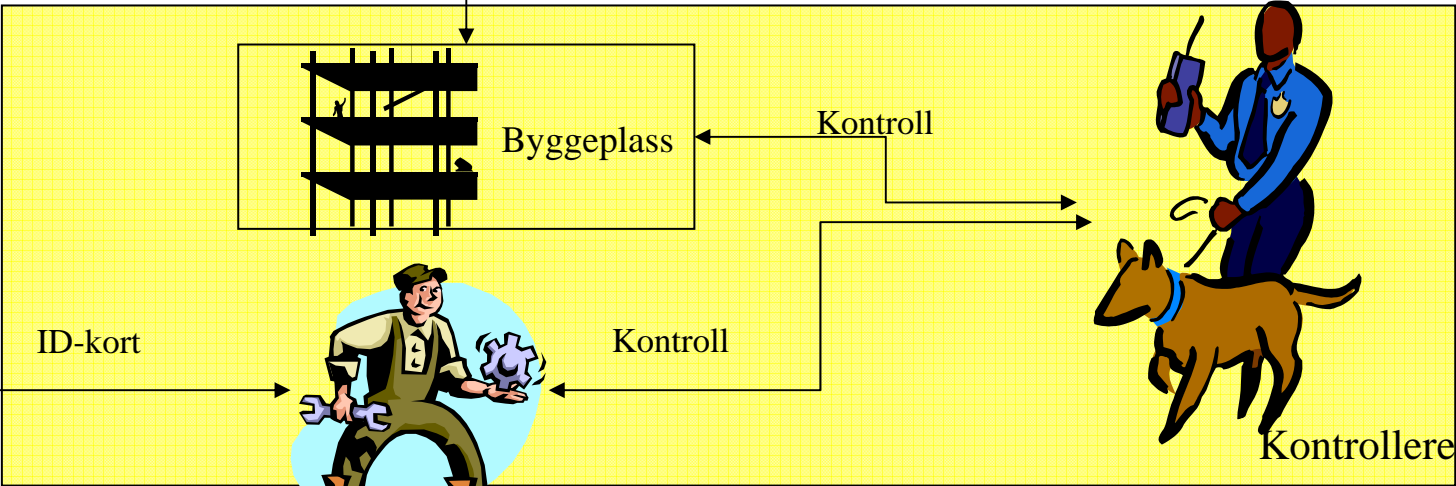 Kontroll
Byggeplass
ID-kort
Kontroll
Kontrollere